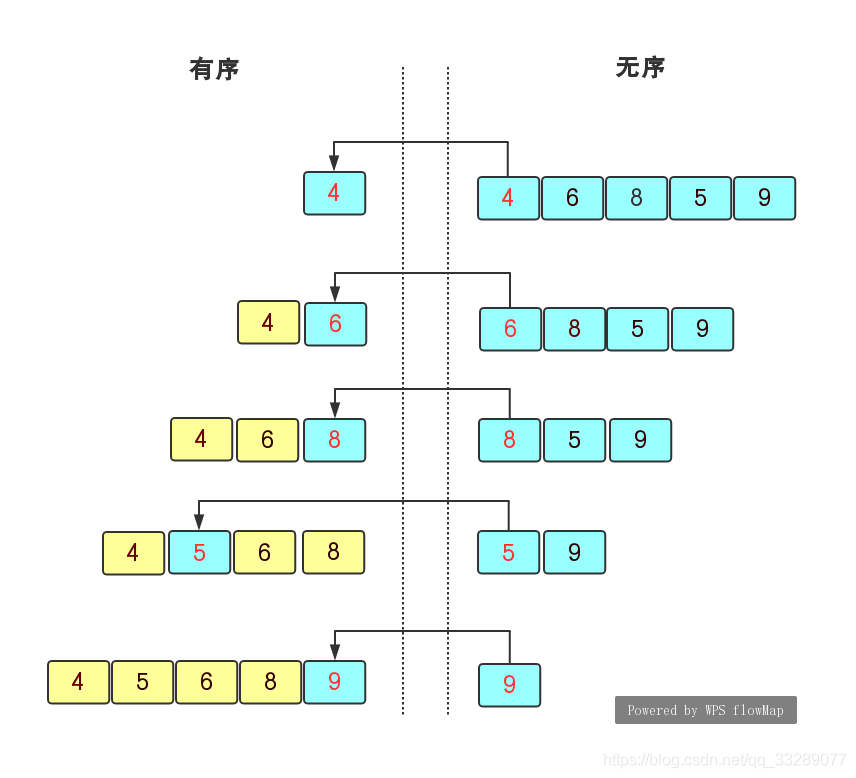 有序 无序
4 4 6 8 5 9
4 6 6 8 5 9
4 6 8 8 5 9
4 5 6 8 5 9
4 5 6 8 9 9
Powered by WPS flowMap
https://blog.csdn.net/qq_33289077